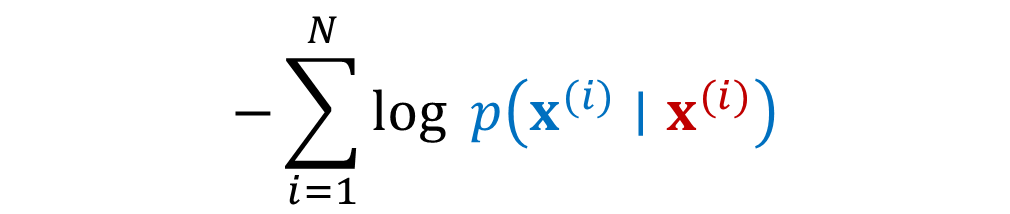 − ∑_{i=1}^{N} log p(x^{(i)} | x^{(i)})